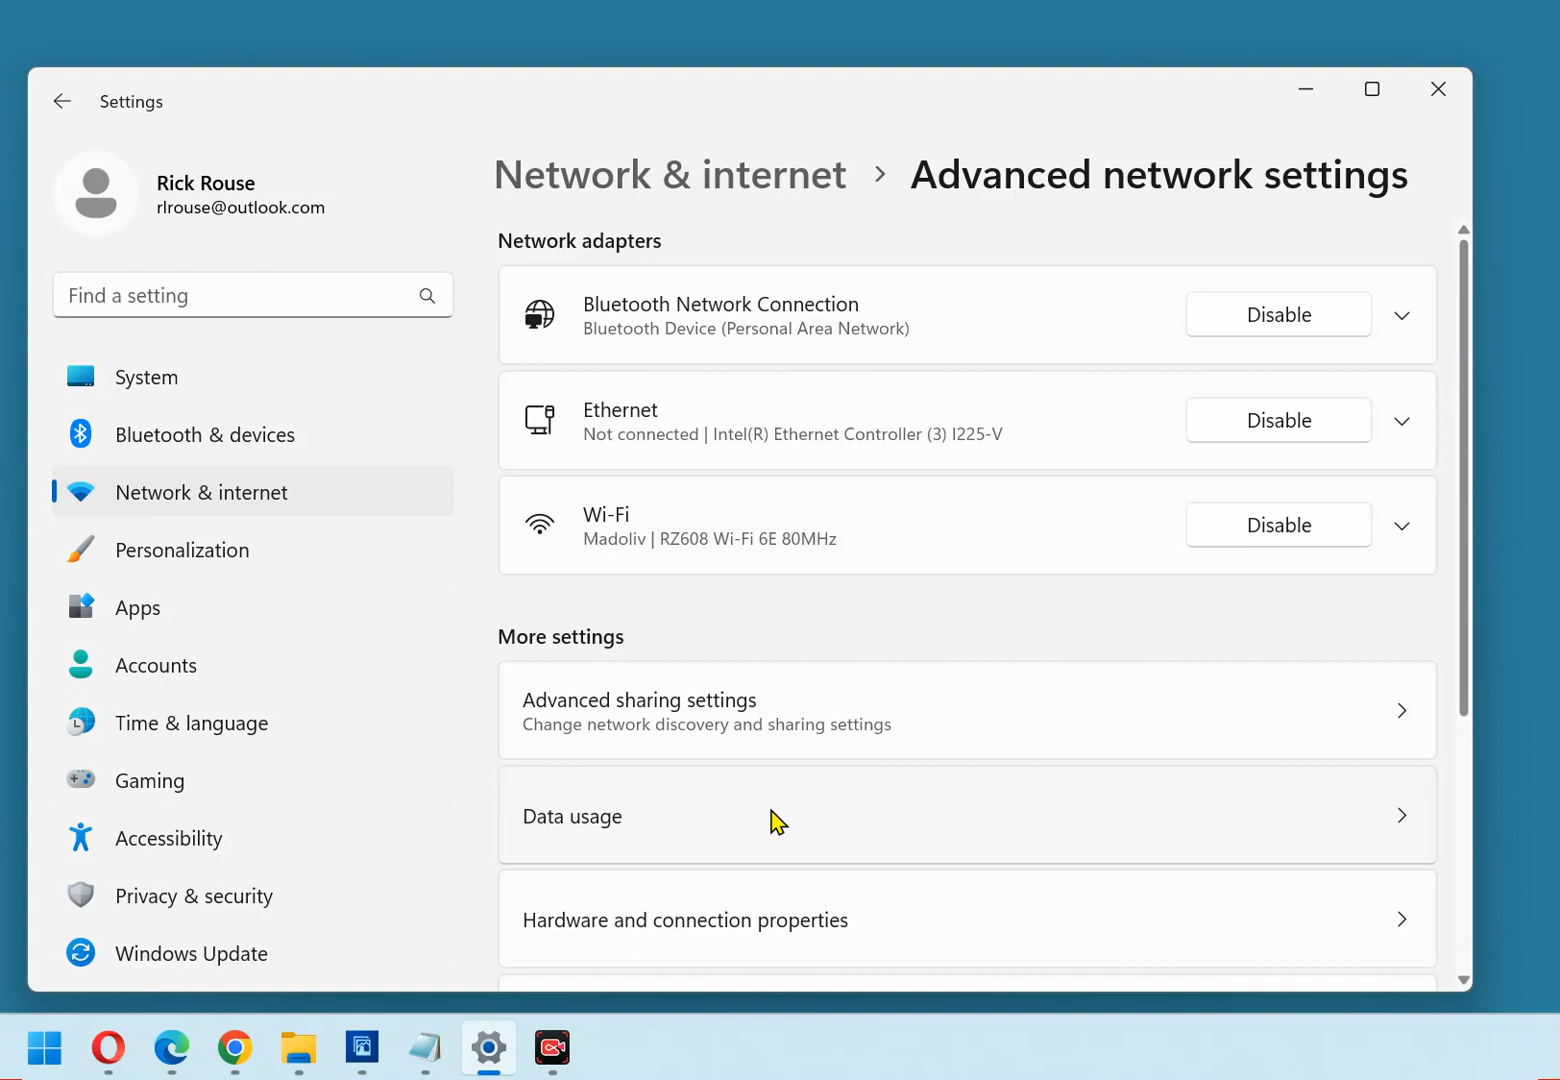 Settings
Rick Rouse
rlrouse@outlook.com
Find a setting
System
Bluetooth & devices
Network & internet
Personalization
Apps
Accounts
Time & language
Gaming
Accessibility
Privacy & security
Windows Update
Network & internet > Advanced network settings
Network adapters
Bluetooth Network Connection
Bluetooth Device (Personal Area Network)
Disable
Ethernet
Not connected | Intel(R) Ethernet Controller (3) I225-V
Disable
Wi-Fi
Madoliv | RZ608 Wi-Fi 6E 80MHz
Disable
More settings
Advanced sharing settings
Change network discovery and sharing settings
Data usage
Hardware and connection properties